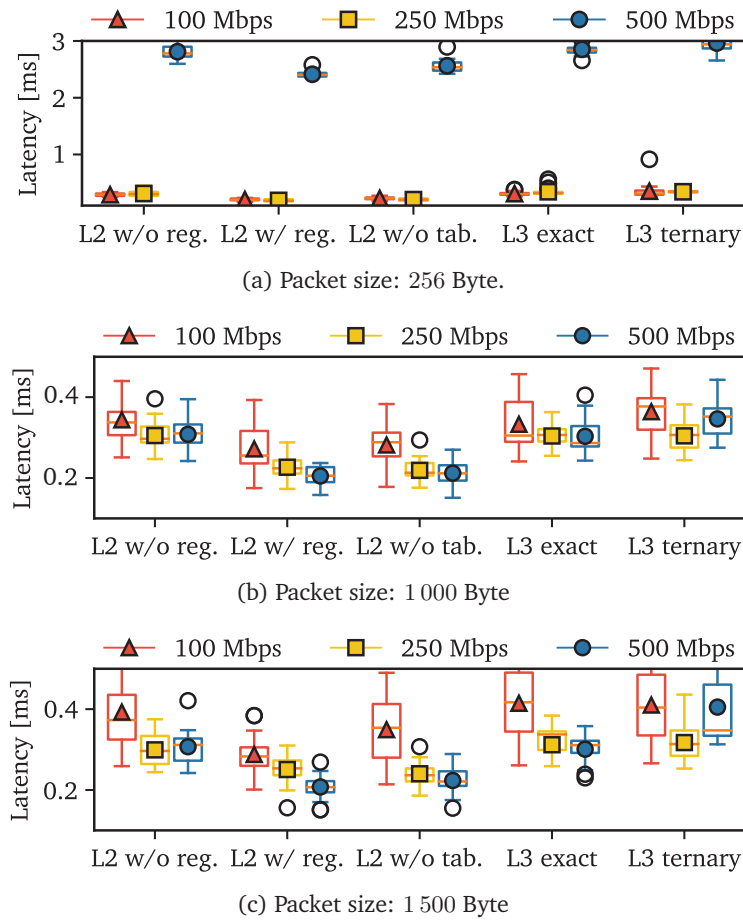 100 Mbps 250 Mbps 500 Mbps
Latency [ms]
3
2
1
L2 w/o reg. L2 w/ reg. L2 w/o tab. L3 exact L3 ternary
(a) Packet size: 256 Byte.
100 Mbps 250 Mbps 500 Mbps
Latency [ms]
0.4
0.2
L2 w/o reg. L2 w/ reg. L2 w/o tab. L3 exact L3 ternary
(b) Packet size: 1 000 Byte
100 Mbps 250 Mbps 500 Mbps
Latency [ms]
0.4
0.2
L2 w/o reg. L2 w/ reg. L2 w/o tab. L3 exact L3 ternary
(c) Packet size: 1 500 Byte